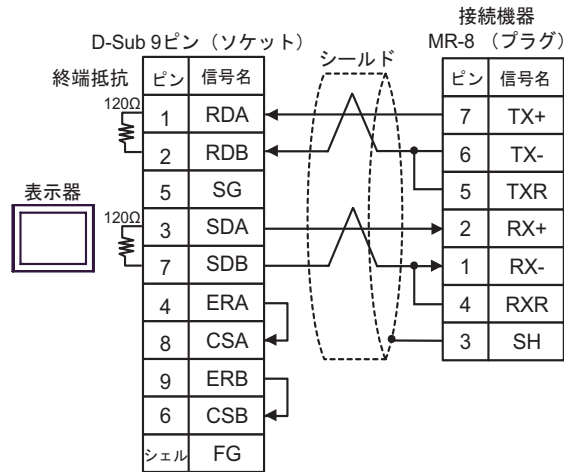 接続機器
D-Sub 9ピン（ソケット）
シールド
MR-8 （プラグ）
終端抵抗
ピン 信号名
ピン 信号名
120Ω
1 RDA
7 TX+
2 RDB
6 TX-
5 SG
5 TXR
表示器
120Ω
3 SDA
2 RX+
7 SDB
1 RX-
4 ERA
4 RXR
8 CSA
3 SH
9 ERB
6 CSB
シェル FG